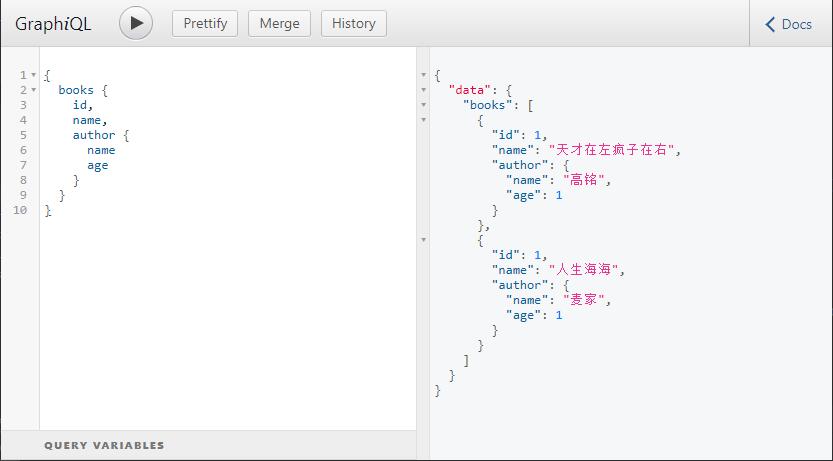 GraphiQL Prettify Merge History Docs
1 {
2 books {
3 id,
4 name,
5 author {
6 name
7 age
8 }
9 }
10 }
QUERY VARIABLES
{
"data": {
"books": [
{
"id": 1,
"name": "天才在左疯子在右",
"author": {
"name": "高铭",
"age": 1
}
},
{
"id": 1,
"name": "人生海海",
"author": {
"name": "麦家",
"age": 1
}
}
]
}
}